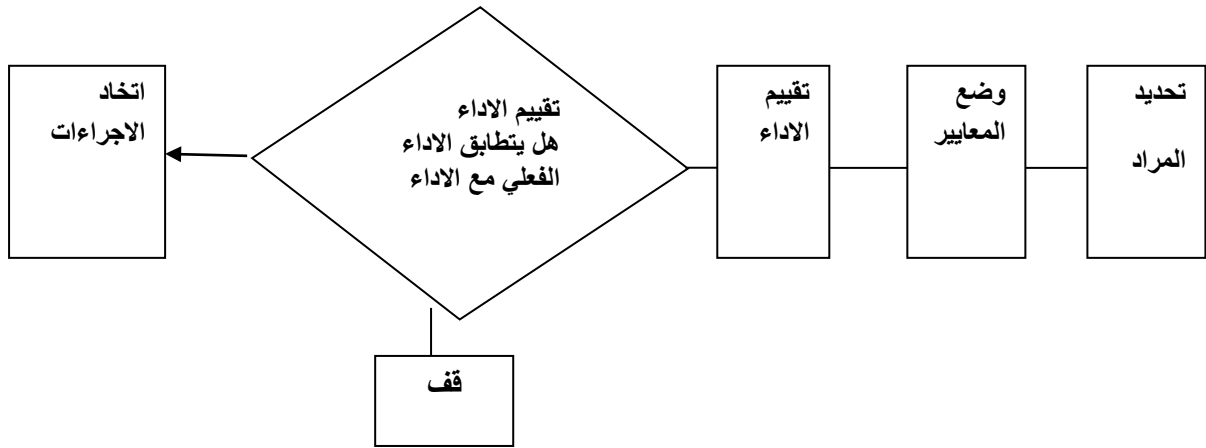 تحديد
المراد
وضع
المعايير
تقييم
الاداء
تقييم الاداء
هل يتطابق الاداء
الفعلي مع الاداء
اتخاد
الاجراءات
قف